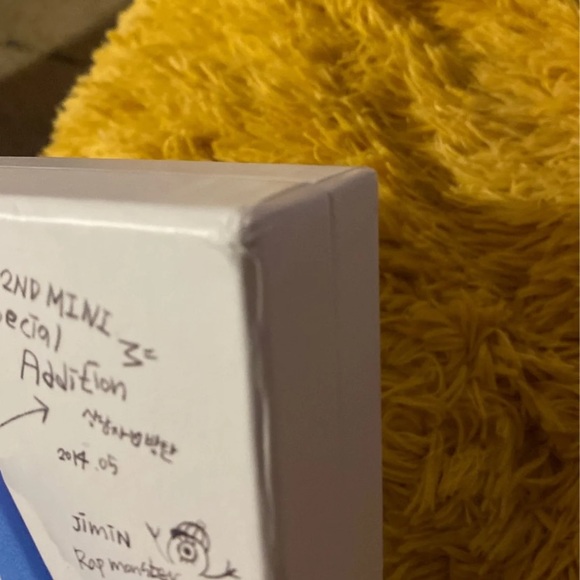 2ND MINI
ecial
Addition
상남자 방탄
2014.05
JimiN
Rap monster